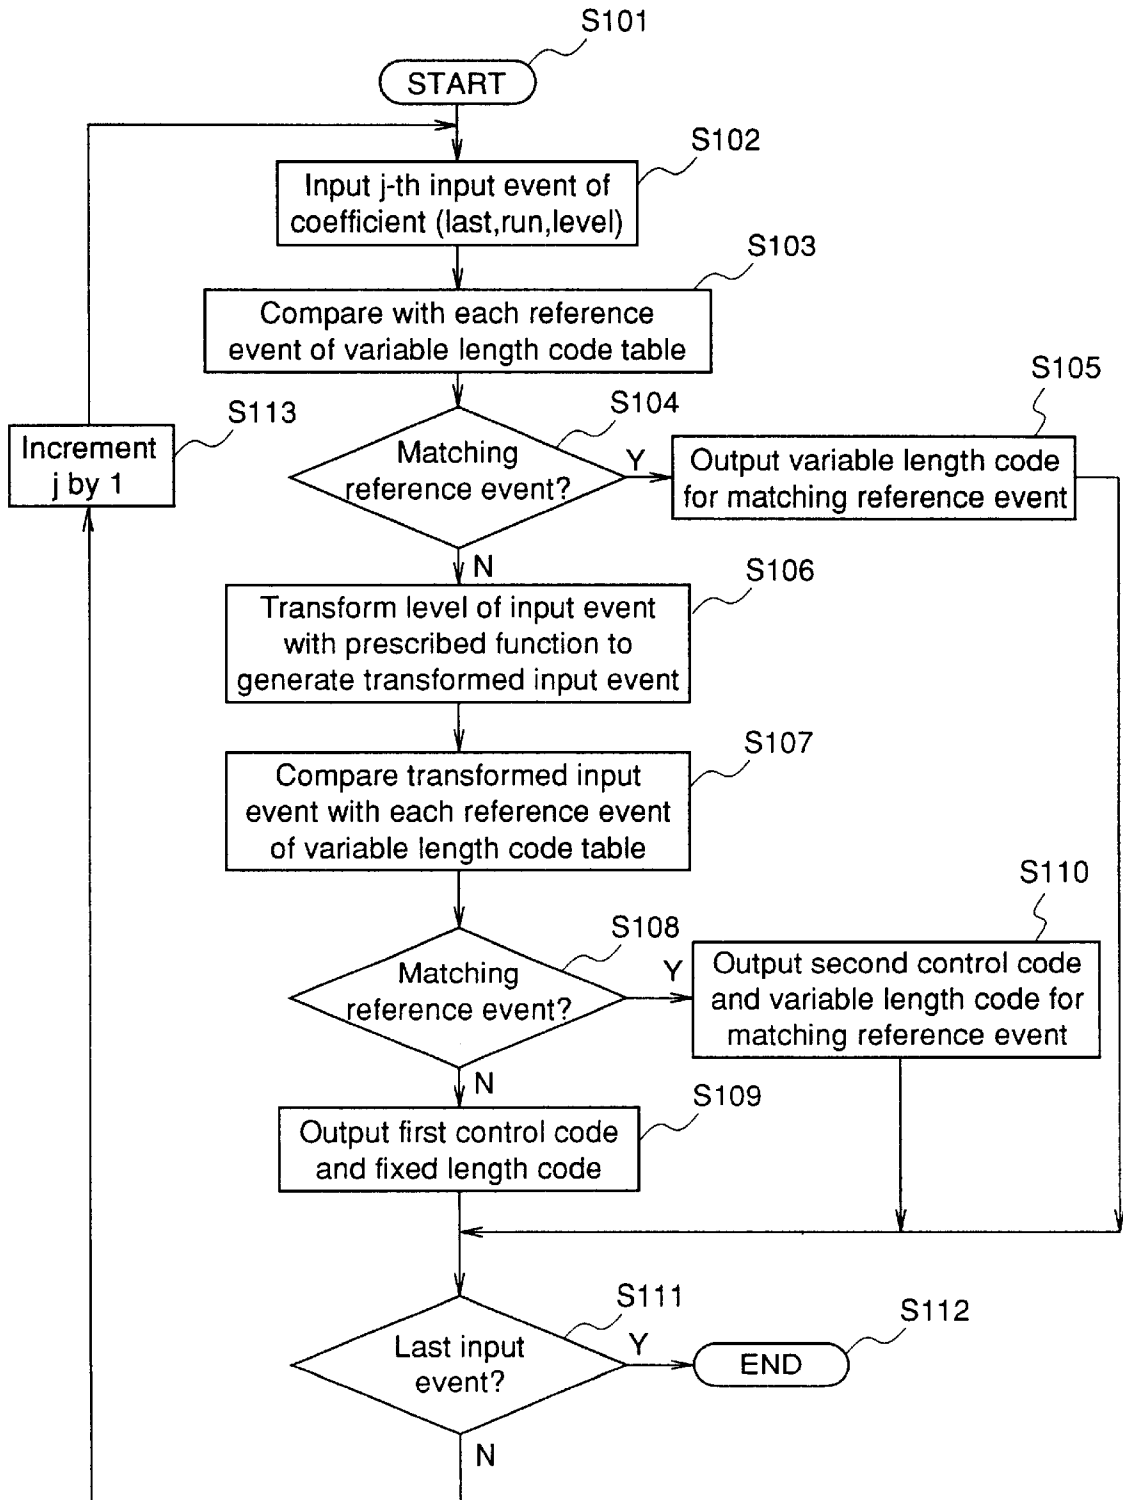 S101
START
S102
Input j-th input event of
coefficient (last,run,level)
S103
Compare with each reference
event of variable length code table
S104
Matching
reference event?
Y
S105
Output variable length code
for matching reference event
S113
Increment
j by 1
N
S106
Transform level of input event
with prescribed function to
generate transformed input event
S107
Compare transformed input
event with each reference event
of variable length code table
S108
Matching
reference event?
Y
S110
Output second control code
and variable length code for
matching reference event
N
S109
Output first control code
and fixed length code
S111
Last input
event?
Y
S112
END
N